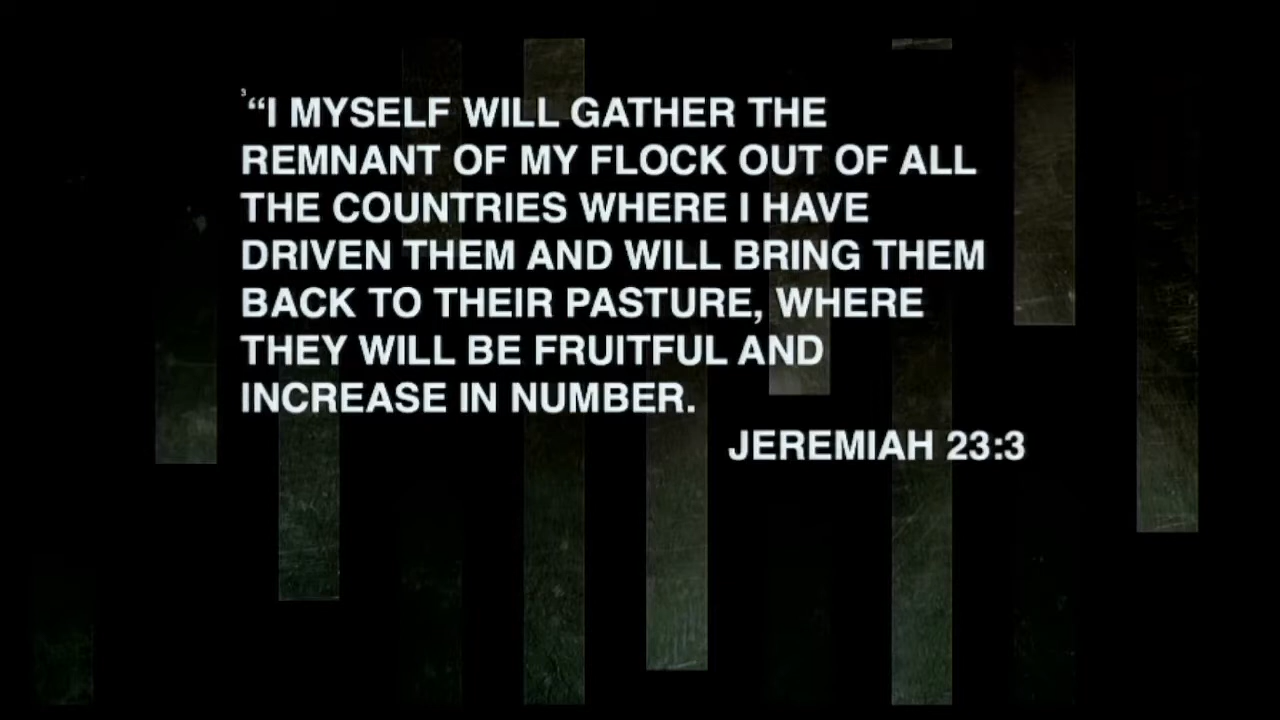 ³“I MYSELF WILL GATHER THE
REMNANT OF MY FLOCK OUT OF ALL
THE COUNTRIES WHERE I HAVE
DRIVEN THEM AND WILL BRING THEM
BACK TO THEIR PASTURE, WHERE
THEY WILL BE FRUITFUL AND
INCREASE IN NUMBER.
JEREMIAH 23:3